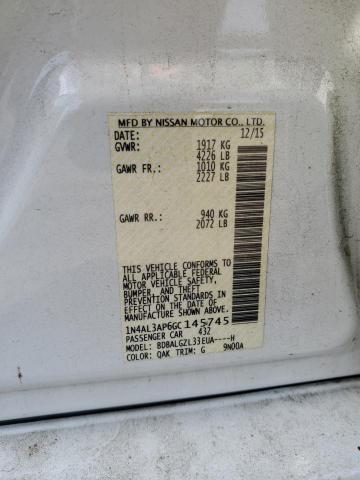 MFD BY NISSAN MOTOR CO., LTD.
DATE: 12/15
GVWR: 1917 KG
4226 LB
GAWR FR.: 1010 KG
2227 LB
GAWR RR.: 940 KG
2072 LB
THIS VEHICLE CONFORMS TO
ALL APPLICABLE FEDERAL
MOTOR VEHICLE SAFETY,
BUMPER, AND THEFT
PREVENTION STANDARDS
IN EFFECT ON THE DATE
OF MANUFACTURE SHOWN
ABOVE.
1N4AL3AP6GC145745
PASSENGER CAR 432
MODEL: BDBALGZL33EUA----H
COLOR: QAK TRIM: G 9N00A